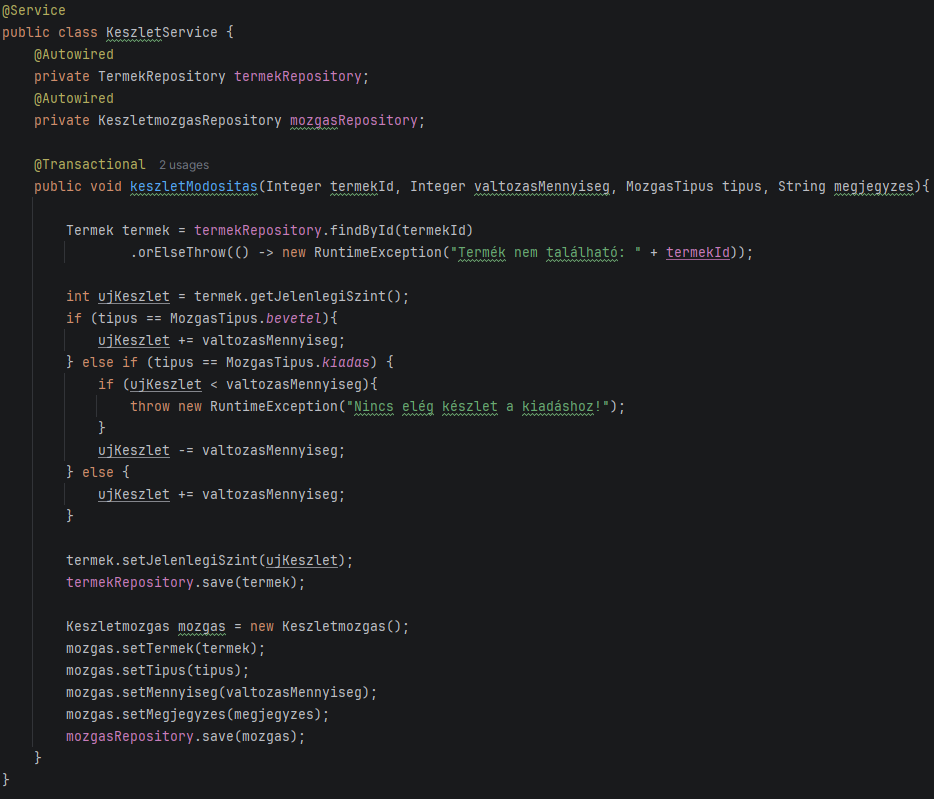 @Service
public class KeszletService {
    @Autowired
    private TermekRepository termekRepository;
    @Autowired
    private KeszletmozgasRepository mozgasRepository;

    @Transactional 2 usages
    public void keszletModositas(Integer termekId, Integer valtozasMennyiseg, MozgasTipus tipus, String megjegyzes){

        Termek termek = termekRepository.findById(termekId)
                .orElseThrow(() -> new RuntimeException("Termék nem található: " + termekId));

        int ujKeszlet = termek.getJelenlegiSzint();
        if (tipus == MozgasTipus.bevetel){
            ujKeszlet += valtozasMennyiseg;
        } else if (tipus == MozgasTipus.kiadas) {
            if (ujKeszlet < valtozasMennyiseg){
                throw new RuntimeException("Nincs elég készlet a kiadáshoz!");
            }
            ujKeszlet -= valtozasMennyiseg;
        } else {
            ujKeszlet += valtozasMennyiseg;
        }

        termek.setJelenlegiSzint(ujKeszlet);
        termekRepository.save(termek);

        Keszletmozgas mozgas = new Keszletmozgas();
        mozgas.setTermek(termek);
        mozgas.setTipus(tipus);
        mozgas.setMennyiseg(valtozasMennyiseg);
        mozgas.setMegjegyzes(megjegyzes);
        mozgasRepository.save(mozgas);
    }
}